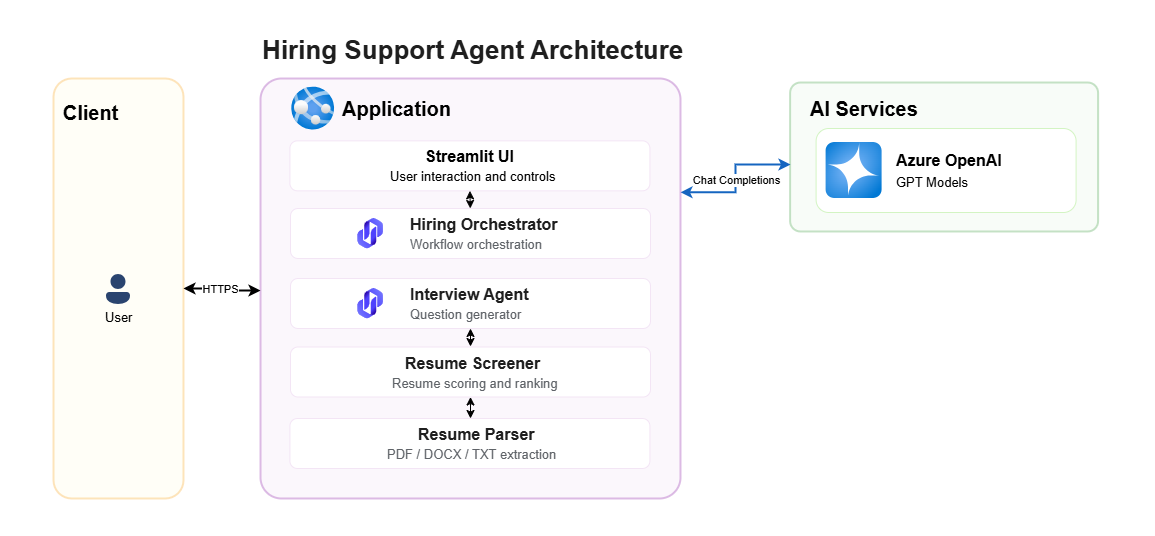 Hiring Support Agent Architecture
Client
User
HTTPS
Application
Streamlit UI
User interaction and controls
Hiring Orchestrator
Workflow orchestration
Interview Agent
Question generator
Resume Screener
Resume scoring and ranking
Resume Parser
PDF / DOCX / TXT extraction
Chat Completions
AI Services
Azure OpenAI
GPT Models